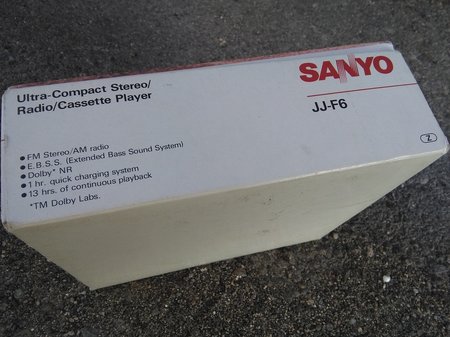 Ultra-Compact Stereo/
Radio/Cassette Player
SANYO
JJ-F6
• FM Stereo/AM radio
• E.B.S.S. (Extended Bass Sound System)
• Dolby* NR
• 1 hr. quick charging system
• 13 hrs. of continuous playback
*TM Dolby Labs.
Z